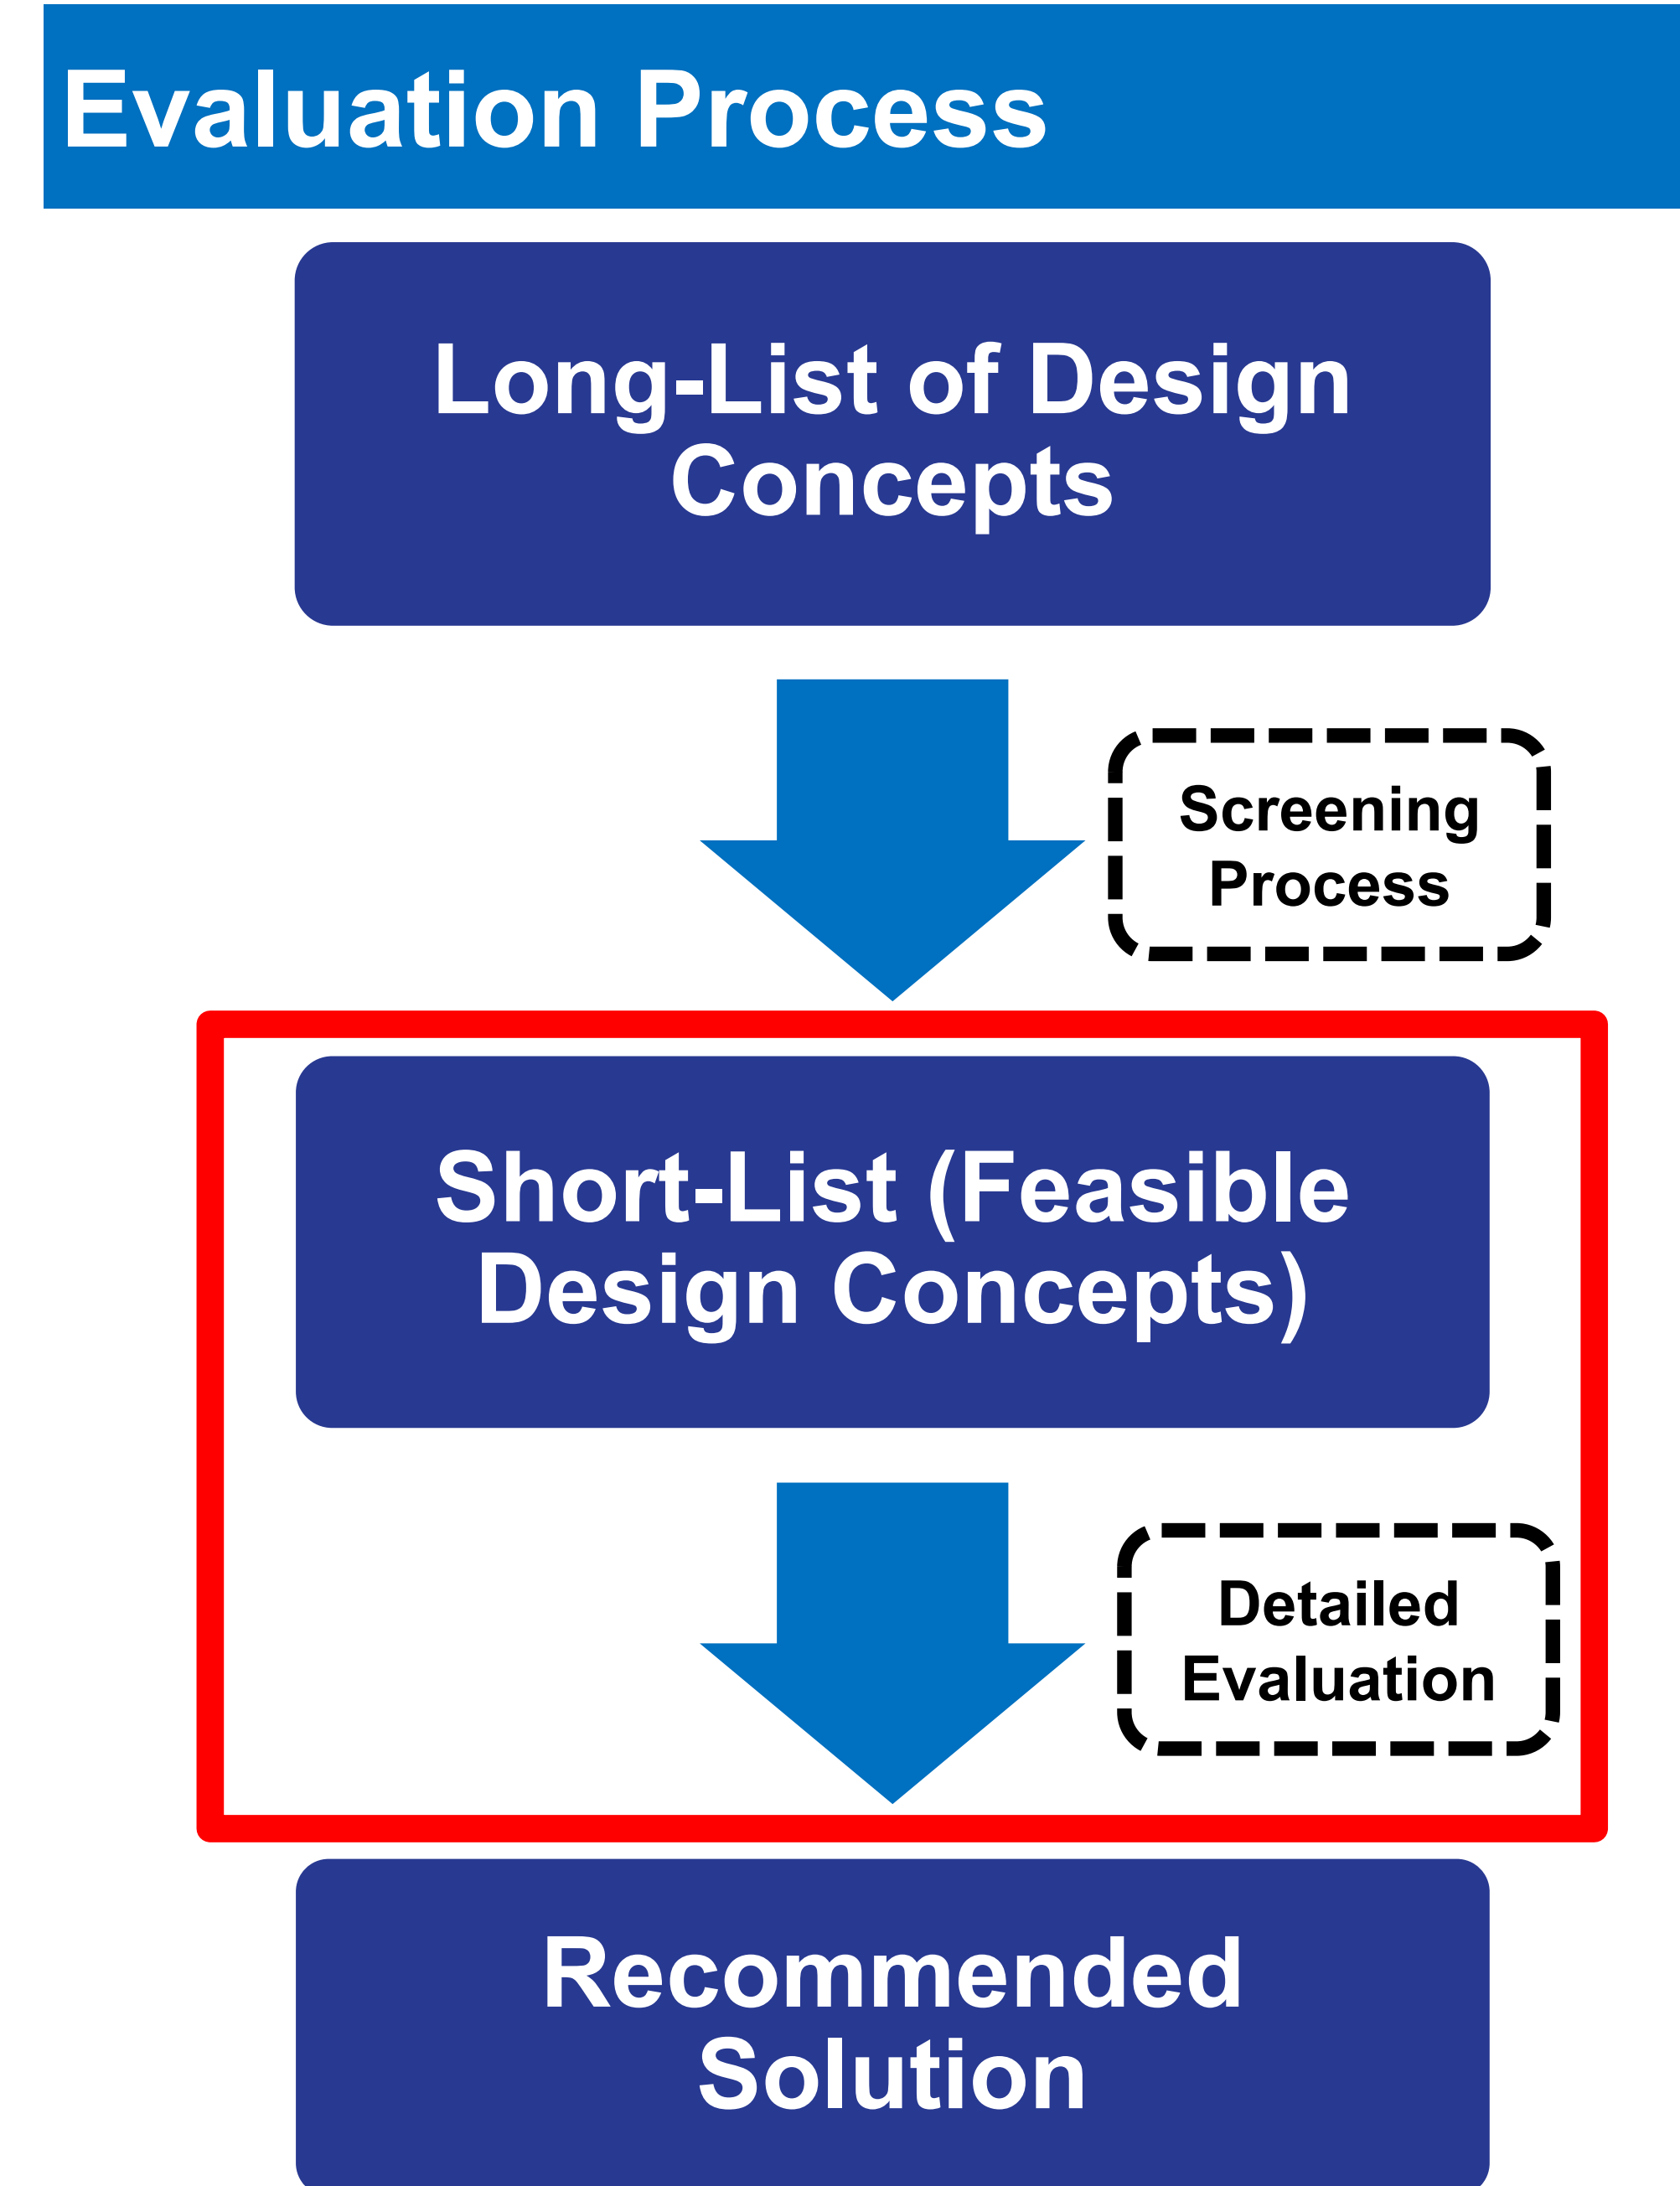 Evaluation Process
Long-List of Design
Concepts
Screening
Process
Short-List (Feasible
Design Concepts)
Detailed
Evaluation
Recommended
Solution